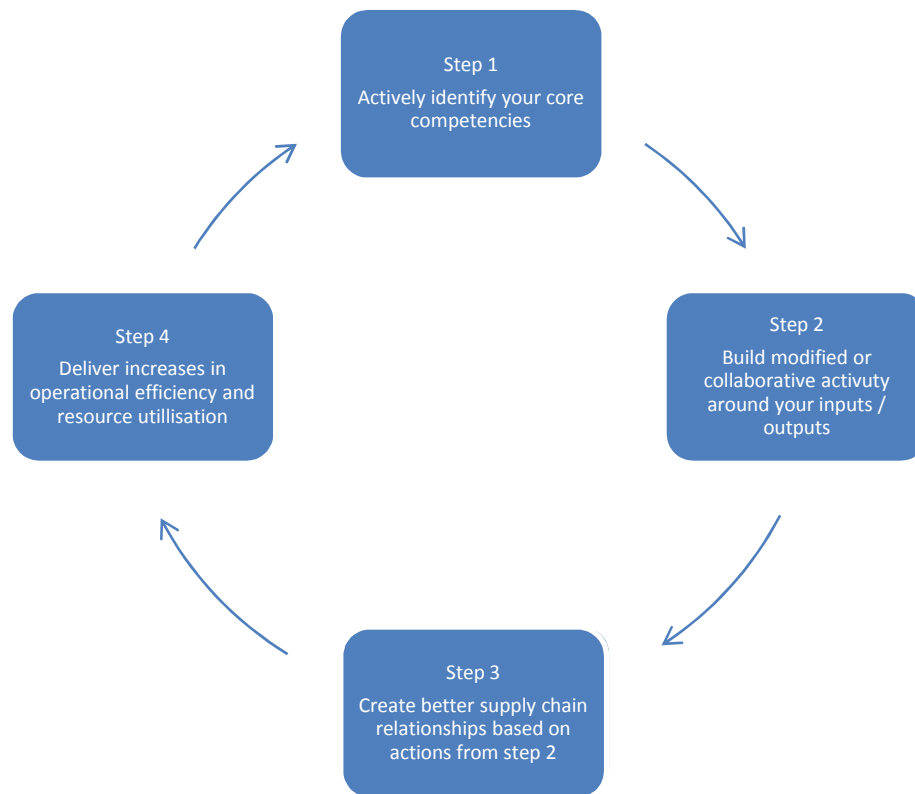 Step 1
Actively identify your core
competencies
Step 2
Build modified or
collaborative activuty
around your inputs /
outputs
Step 3
Create better supply chain
relationships based on
actions from step 2
Step 4
Deliver increases in
operational efficiency and
resource utillisation